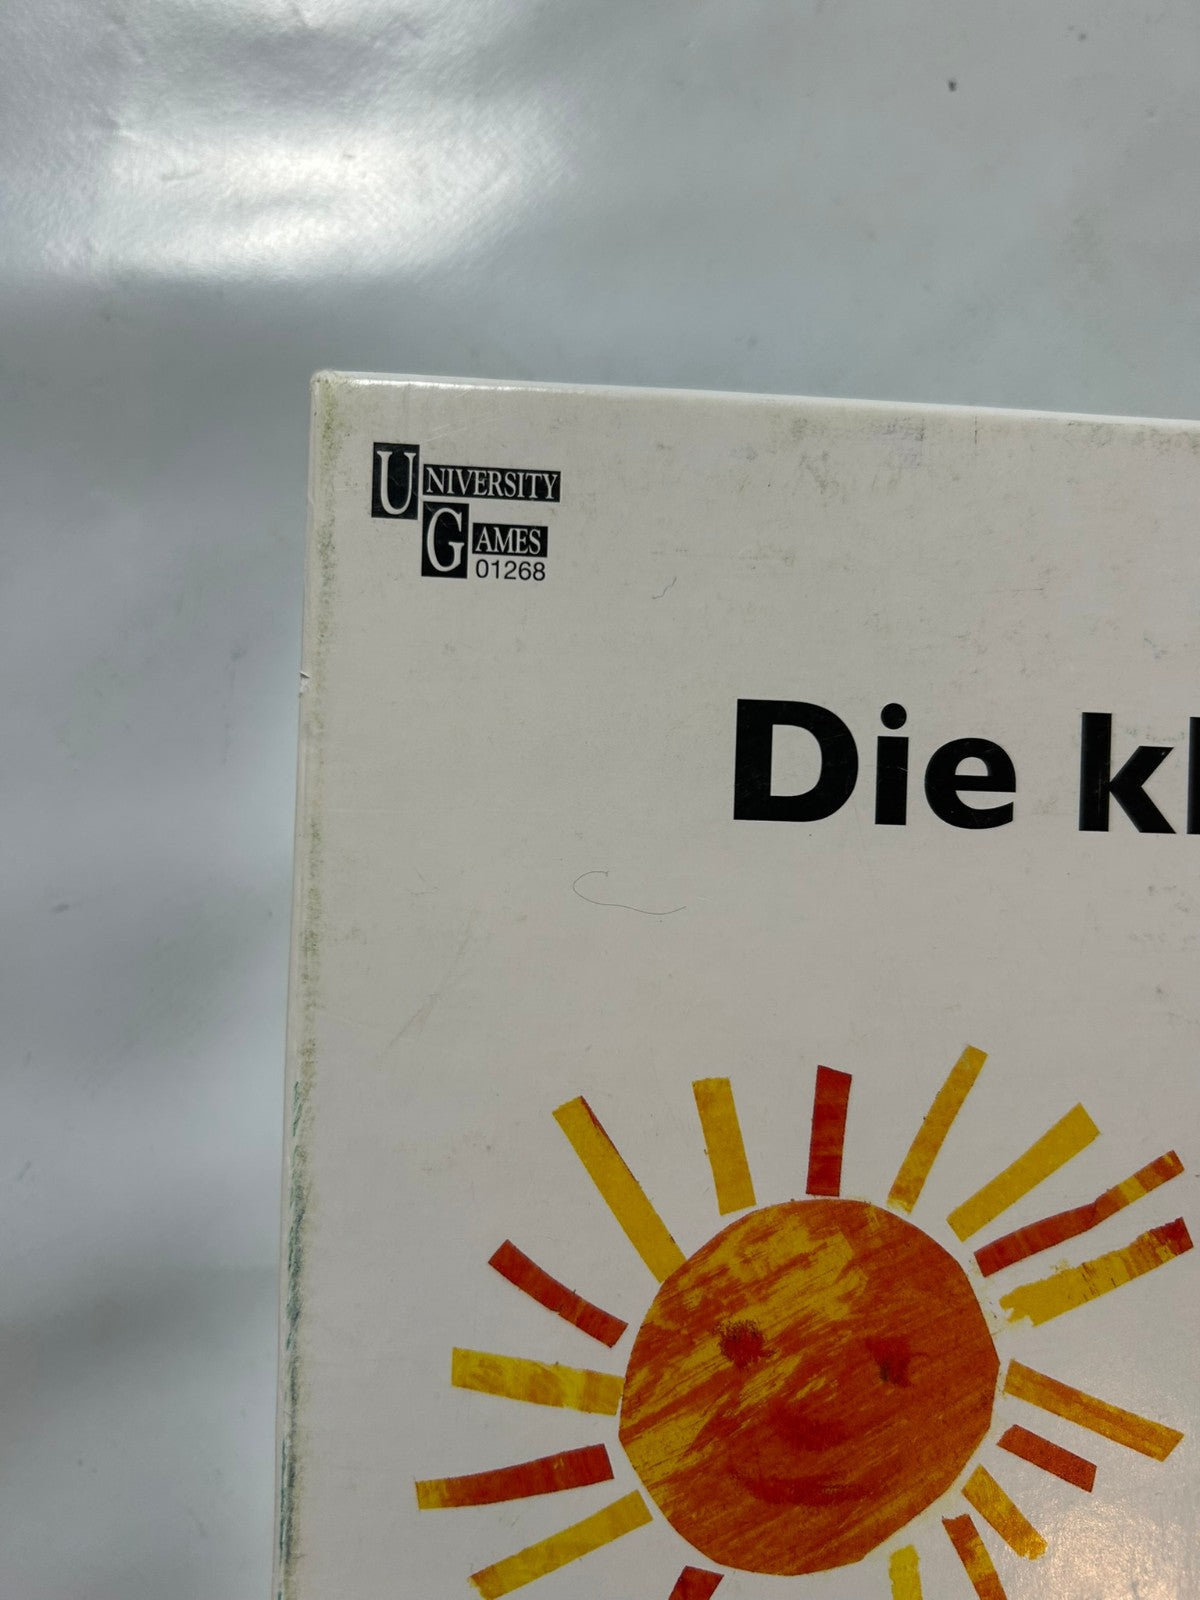 UNIVERSITY
GAMES
01268
Die kl